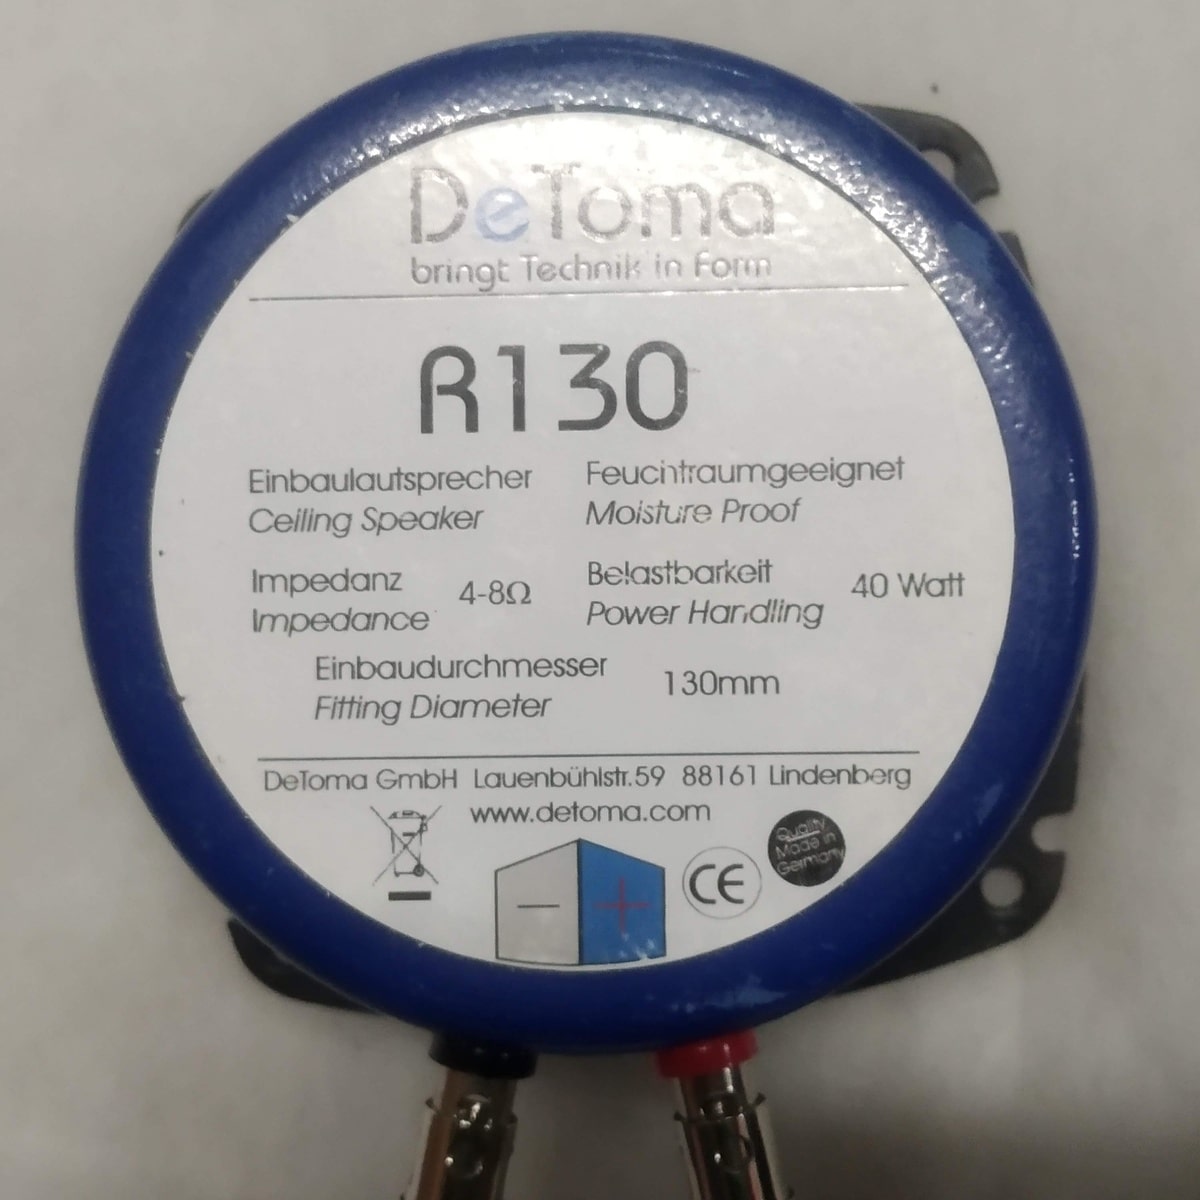 DeToma
bringt Technik in Form
R130
Einbaulautsprecher
Ceiling Speaker
Feuchtraumgeeignet
Moisture Proof
Impedanz
Impedance
4-8Ω
Belastbarkeit
Power Handling
40 Watt
Einbaudurchmesser
Fitting Diameter
130mm
DeToma GmbH Lauenbühlstr.59 88161 Lindenberg
www.detoma.com
Quality
Made in
Germany
- +
CE